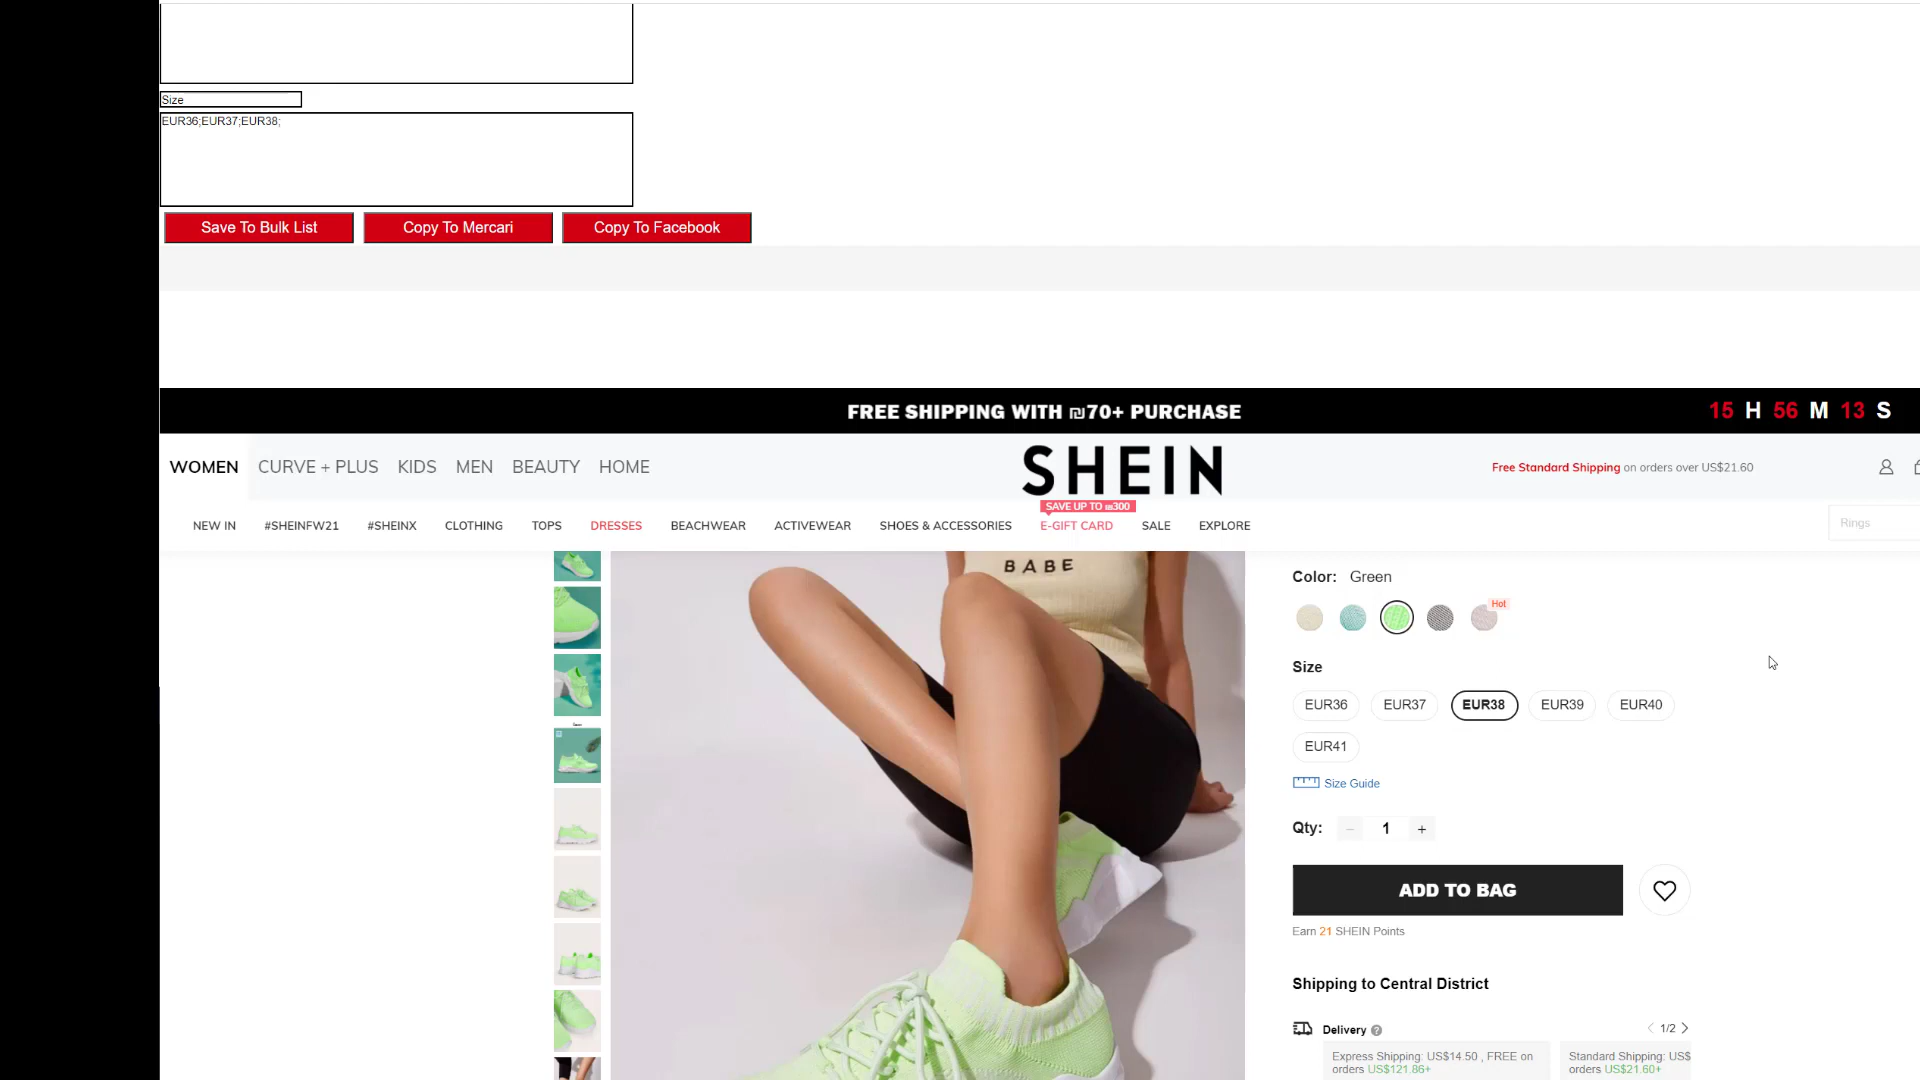 Size
EUR36;EUR37;EUR38;
Save To Bulk List
Copy To Mercari
Copy To Facebook
FREE SHIPPING WITH ₪70+ PURCHASE
15 H 56 M 13 S
WOMEN CURVE + PLUS KIDS MEN BEAUTY HOME
SHEIN
Free Standard Shipping on orders over US$21.60
SAVE UP TO ₪300
NEW IN #SHEINFW21 #SHEINX CLOTHING TOPS DRESSES BEACHWEAR ACTIVEWEAR SHOES & ACCESSORIES E-GIFT CARD SALE EXPLORE
Rings
BABE
Color: Green
Hot
Size
EUR36 EUR37 EUR38 EUR39 EUR40
EUR41
Size Guide
Qty: − 1 +
ADD TO BAG
Earn 21 SHEIN Points
Shipping to Central District
Delivery ?
1/2
Express Shipping: US$14.50 , FREE on
orders US$121.86+
Standard Shipping: US$
orders US$21.60+